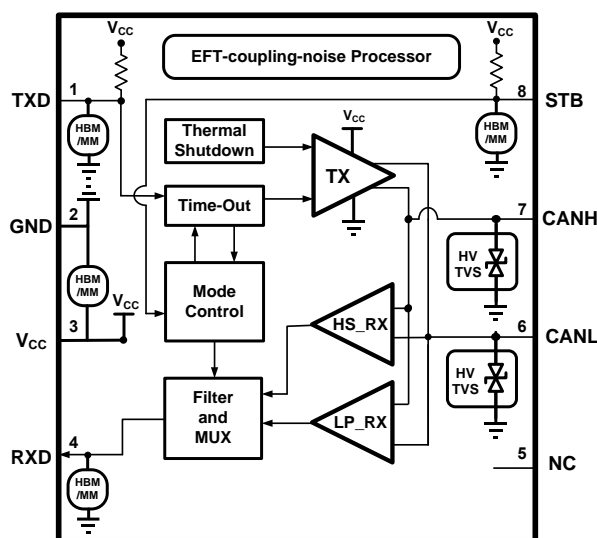 VCC
EFT-coupling-noise Processor
VCC
TXD
1
8
STB
HBM
/MM
HBM
/MM
Thermal
Shutdown
VCC
TX
Time-Out
GND
2
7
CANH
HV
TVS
HBM
/MM
VCC
Mode
Control
HS_RX
VCC
3
6
CANL
HV
TVS
Filter
and
MUX
LP_RX
RXD
4
5
NC
HBM
/MM